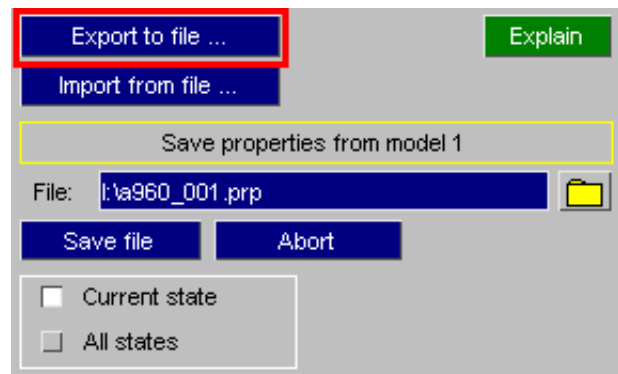 Export to file ...
Explain
Import from file ...
Save properties from model 1
File: I:\a960_001.prp
Save file
Abort
Current state
All states